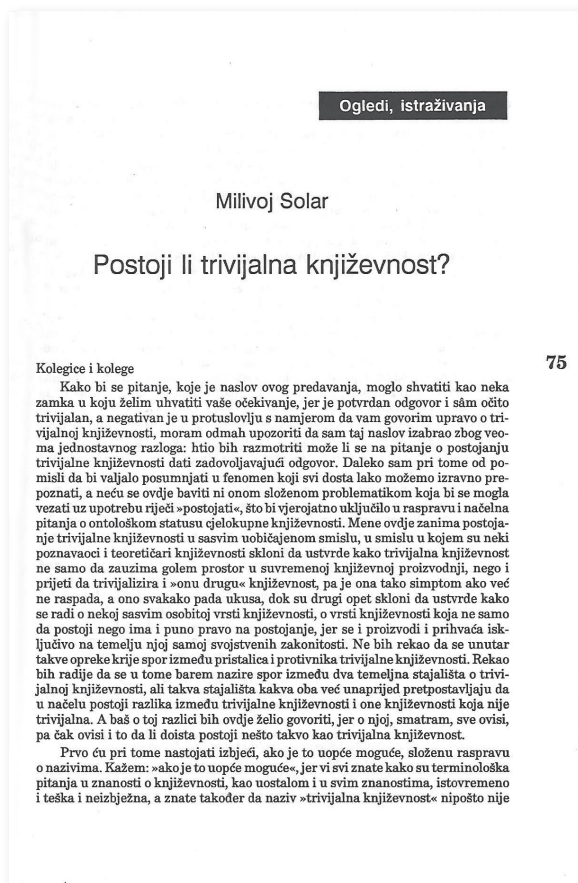 Ogledi, istraživanja
Milivoj Solar
Postoji li trivijalna književnost?
75
Kolegice i kolege
Kako bi se pitanje, koje je naslov ovog predavanja, moglo shvatiti kao neka
zamka u koju želim uhvatiti vaše očekivanje, jer je potvrdan odgovor i sâm očito
trivijalan, a negativan je u protuslovlju s namjerom da vam govorim upravo o tri-
vijalnoj književnosti, moram odmah upozoriti da sam taj naslov izabrao zbog veo-
ma jednostavnog razloga: htio bih razmotriti može li se na pitanje o postojanju
trivijalne književnosti dati zadovoljavajući odgovor. Daleko sam pri tome od po-
misli da bi valjalo posumnjati u fenomen koji svi dosta lako možemo izravno pre-
poznati, a neću se ovdje baviti ni onom složenom problematikom koja bi se mogla
vezati uz upotrebu riječi »postojati«, što bi vjerojatno uključilo u raspravu i načelna
pitanja o ontološkom statusu cjelokupne književnosti. Mene ovdje zanima postoja-
nje trivijalne književnosti u sasvim uobičajenom smislu, u smislu u kojem su neki
poznavaoci i teoretičari književnosti skloni da ustvrde kako trivijalna književnost
ne samo da zauzima golem prostor u suvremenoj književnoj proizvodnji, nego i
prijeti da trivijalizira i »onu drugu« književnost, pa je ona tako simptom ako već
ne raspada, a ono svakako pada ukusa, dok su drugi opet skloni da ustvrde kako
se radi o nekoj sasvim osobitoj vrsti književnosti, o vrsti književnosti koja ne samo
da postoji nego ima i puno pravo na postojanje, jer se i proizvodi i prihvaća isk-
ljučivo na temelju njoj samoj svojstvenih zakonitosti. Ne bih rekao da se unutar
takve opreke krije spor između pristalica i protivnika trivijalne književnosti. Rekao
bih radije da se u tome barem nazire spor između dva temeljna stajališta o trivi-
jalnoj književnosti, ali takva stajališta kakva oba već unaprijed pretpostavljaju da
u načelu postoji razlika između trivijalne književnosti i one književnosti koja nije
trivijalna. A baš o toj razlici bih ovdje želio govoriti, jer o njoj, smatram, sve ovisi,
pa čak ovisi i to da li doista postoji nešto takvo kao trivijalna književnost.
Prvo ću pri tome nastojati izbjeći, ako je to uopće moguće, složenu raspravu
o nazivima. Kažem: »ako je to uopće moguće«, jer vi svi znate kako su terminološka
pitanja u znanosti o književnosti, kao uostalom i u svim znanostima, istovremeno
i teška i neizbježna, a znate također da naziv »trivijalna književnost« nipošto nije